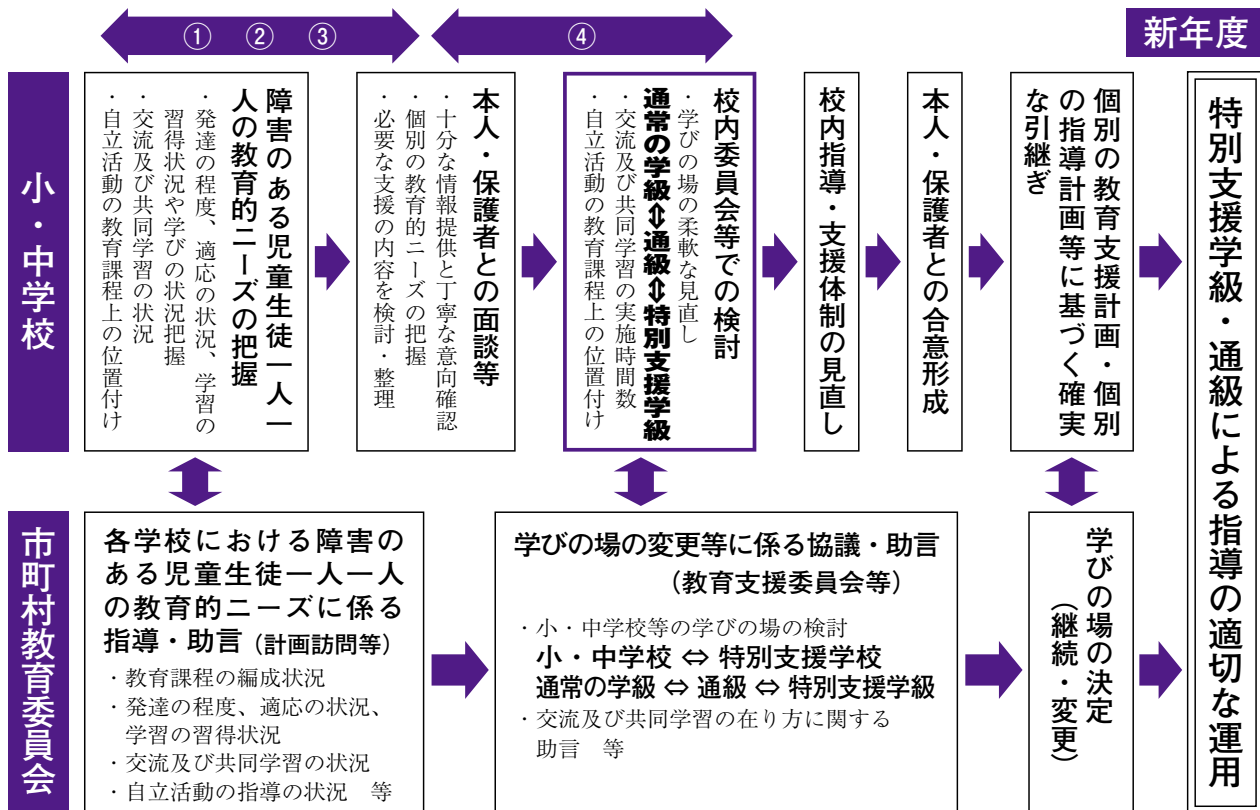 ① ② ③
④
新年度
小・中学校
障害のある児童生徒一人一
人の教育的ニーズの把握
・発達の程度、適応の状況、学習の
習得状況や学びの状況把握
・交流及び共同学習の状況
・自立活動の教育課程上の位置付け
本人・保護者との面談等
・十分な情報提供と丁寧な意向確認
・個別の教育的ニーズの把握
・必要な支援の内容を検討・整理
校内委員会等での検討
・学びの場の柔軟な見直し
通常の学級⇔通級⇔特別支援学級
・交流及び共同学習の実施時間数
・自立活動の教育課程上の位置付け
校内指導・支援体制の見直し
本人・保護者との合意形成
個別の教育支援計画・個別
の指導計画等に基づく確実
な引継ぎ
特別支援学級・通級による指導の適切な運用
市町村教育委員会
各学校における障害の
ある児童生徒一人一人
の教育的ニーズに係る
指導・助言（計画訪問等）
・教育課程の編成状況
・発達の程度、適応の状況、
学習の習得状況
・交流及び共同学習の状況
・自立活動の指導の状況　等
学びの場の変更等に係る協議・助言
（教育支援委員会等）
・小・中学校等の学びの場の検討
小・中学校 ⇔ 特別支援学校
通常の学級 ⇔ 通級 ⇔ 特別支援学級
・交流及び共同学習の在り方に関する
助言　等
学びの場の決定
（継続・変更）